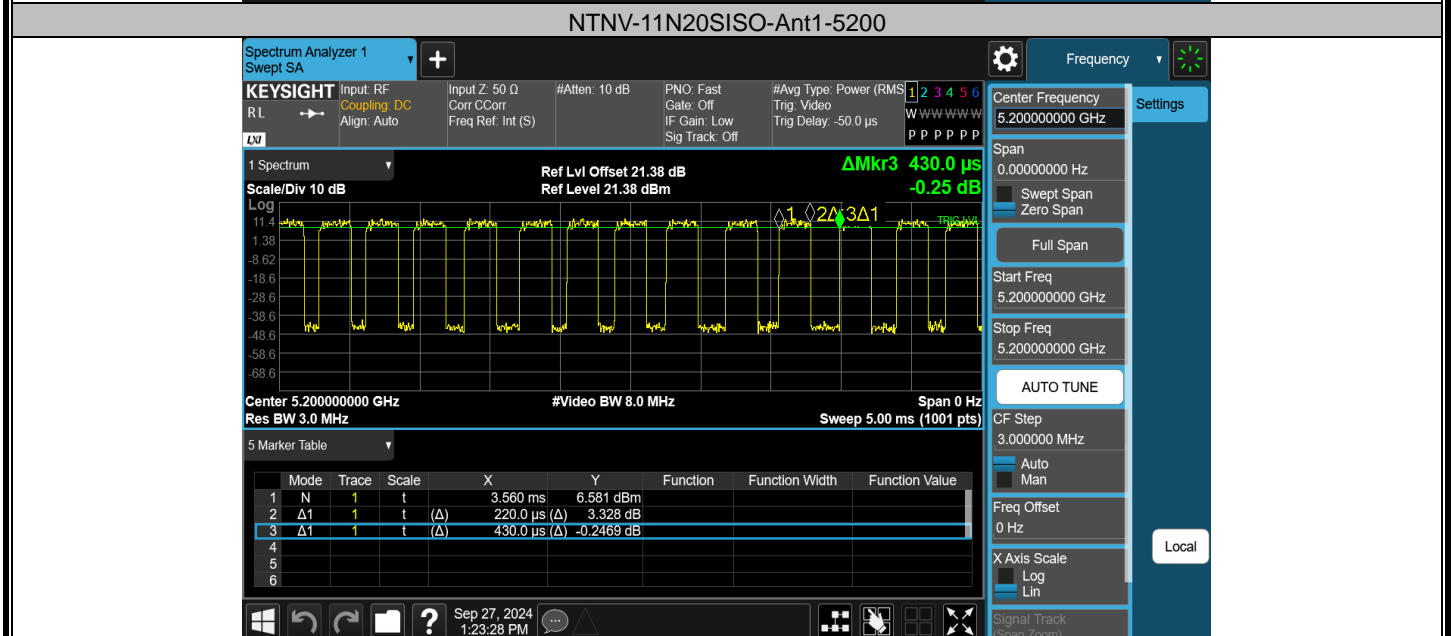 NTNV-11N20SISO-Ant1-5200
Spectrum Analyzer 1
Swept SA
+
Frequency
KEYSIGHT
RL
LXI
Input: RF
Coupling: DC
Align: Auto
Input Z: 50 Ω
Corr CCorr
Freq Ref: Int (S)
#Atten: 10 dB
PNO: Fast
Gate: Off
IF Gain: Low
Sig Track: Off
#Avg Type: Power (RMS
Trig: Video
Trig Delay: -50.0 µs
1 2 3 4 5 6
W W W W W W
P P P P P P
1 Spectrum
Scale/Div 10 dB
Log
Ref Lvl Offset 21.38 dB
Ref Level 21.38 dBm
ΔMkr3 430.0 µs
-0.25 dB
1 2Δ 3Δ1
TRIG LVL
11.4
1.38
-8.62
-18.6
-28.6
-38.6
-48.6
-58.6
-68.6
Center 5.200000000 GHz
Res BW 3.0 MHz
#Video BW 8.0 MHz
Span 0 Hz
Sweep 5.00 ms (1001 pts)
5 Marker Table
Mode Trace Scale X Y Function Function Width Function Value
1 N 1 t 3.560 ms 6.581 dBm
2 Δ1 1 t (Δ) 220.0 µs (Δ) 3.328 dB
3 Δ1 1 t (Δ) 430.0 µs (Δ) -0.2469 dB
4
5
6
?
Sep 27, 2024
1:23:28 PM
Center Frequency
5.200000000 GHz
Span
0.00000000 Hz
Swept Span
Zero Span
Full Span
Start Freq
5.200000000 GHz
Stop Freq
5.200000000 GHz
AUTO TUNE
CF Step
3.000000 MHz
Auto
Man
Freq Offset
0 Hz
X Axis Scale
Log
Lin
Signal Track
(Span Zoom)
Settings
Local